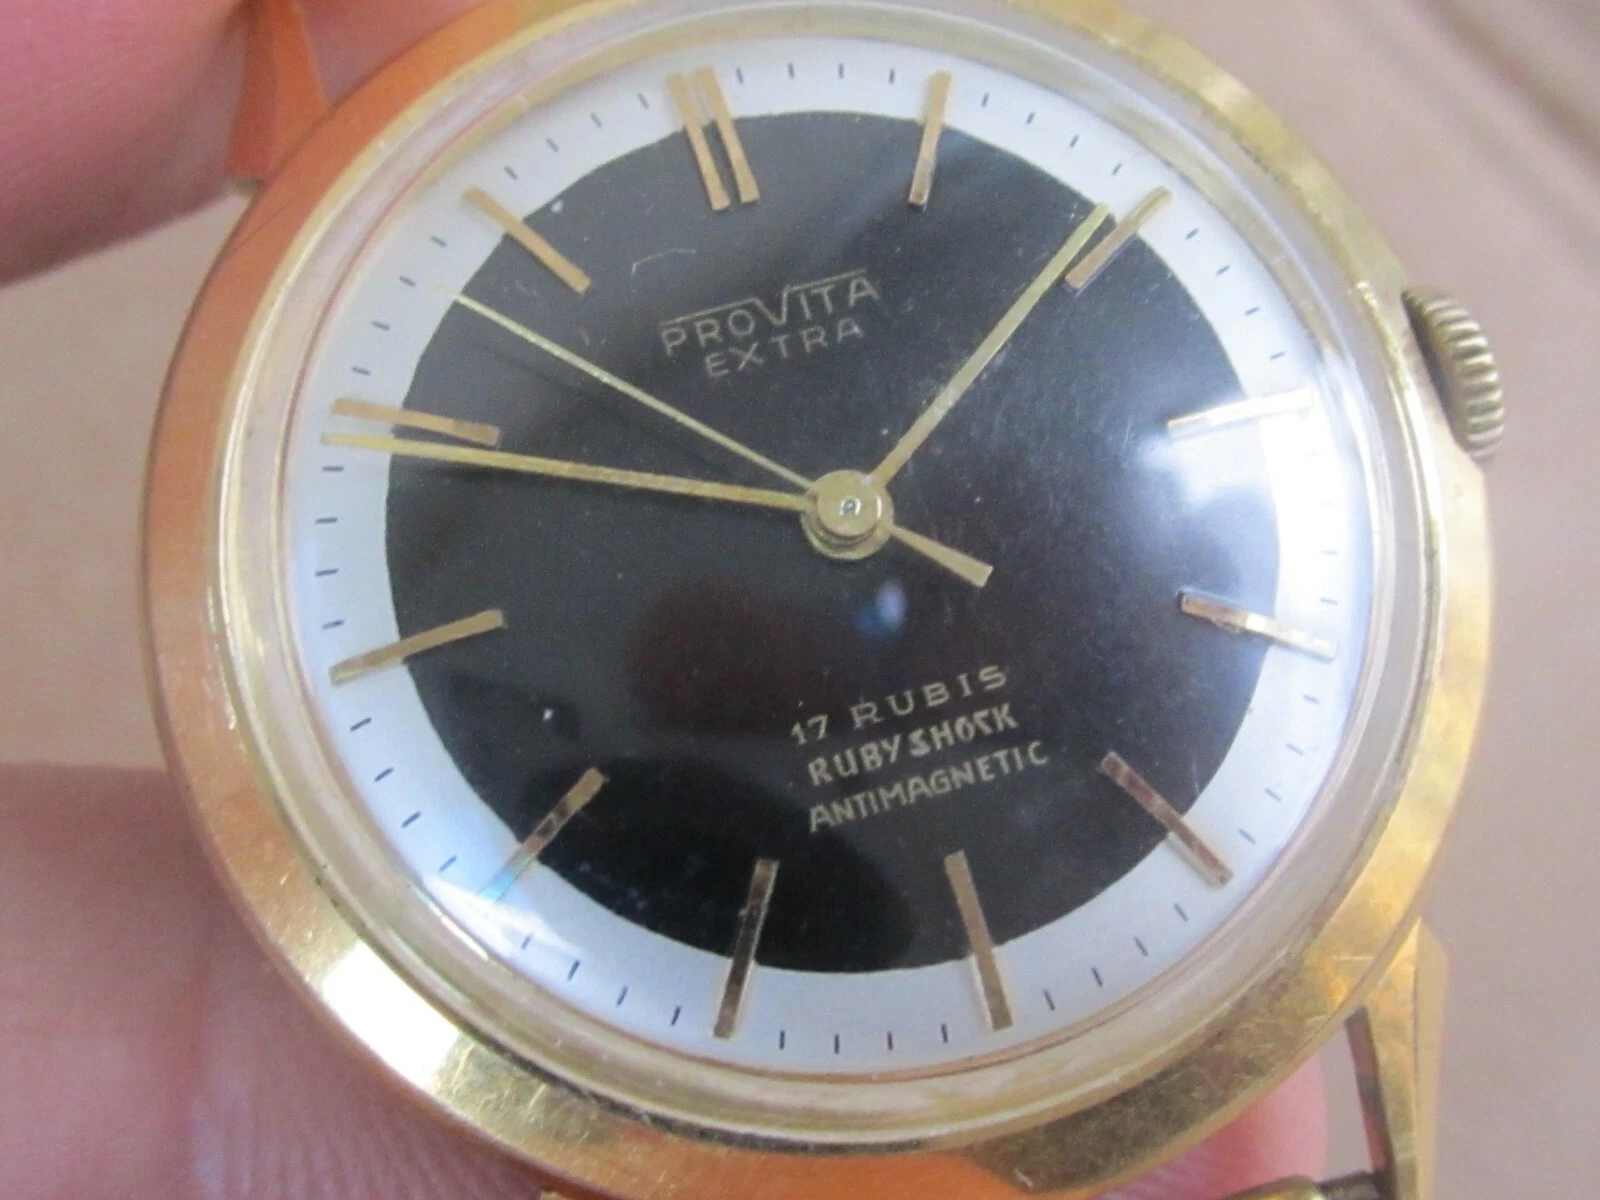 PROVITA
EXTRA
17 RUBIS
RUBYSHOCK
ANTIMAGNETIC